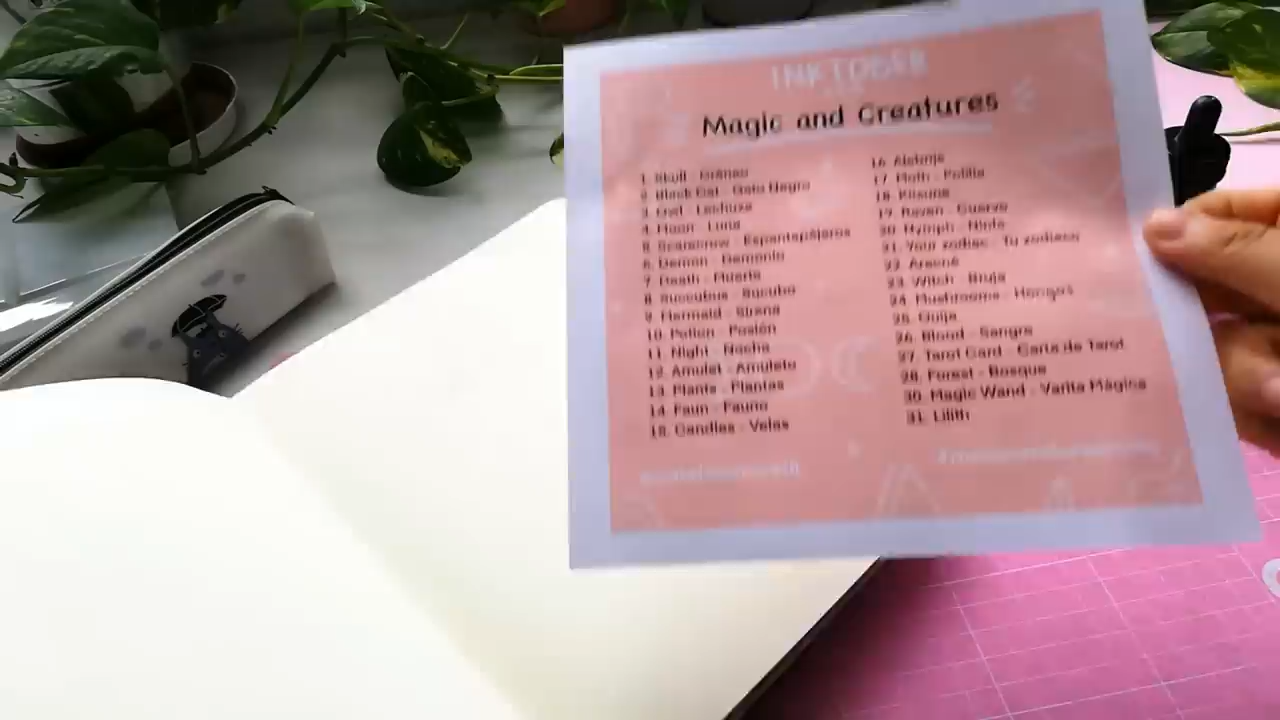 INKTOBER
Magic and Creatures
1. Skull - Cráneo
2. Black Cat - Gato Negro
3. Owl - Lechuza
4. Moon - Luna
5. Scarecrow - Espantapájaros
6. Demon - Demonio
7. Death - Muerte
8. Succubus - Súcubo
9. Mermaid - Sirena
10. Potion - Poción
11. Night - Noche
12. Amulet - Amuleto
13. Plants - Plantas
14. Faun - Fauno
15. Candles - Velas
16. Alebrije
17. Moth - Polilla
18. Kitsune
19. Raven - Cuervo
20. Nymph - Ninfa
21. Your zodiac - Tu zodiaco
22. Aracné
23. Witch - Bruja
24. Mushrooms - Hongos
25. Ouija
26. Blood - Sangre
27. Tarot Card - Carta de Tarot
28. Forest - Bosque
30. Magic Wand - Varita Mágica
31. Lilith